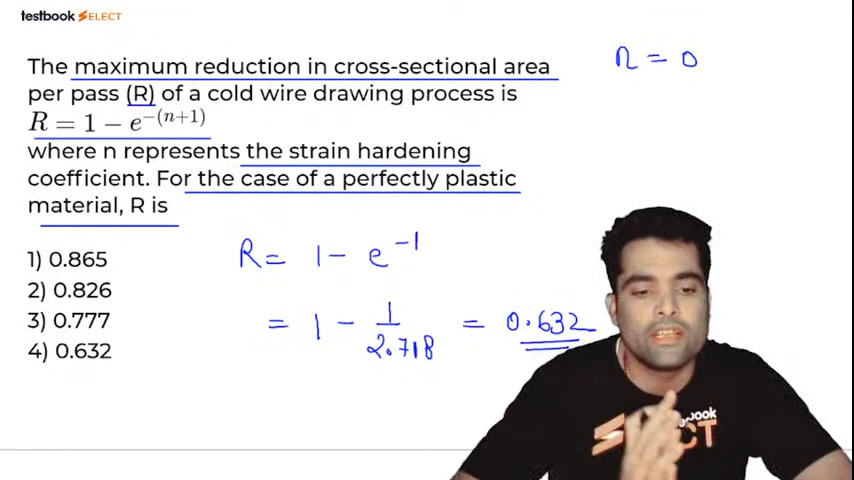 testbook SELECT
The maximum reduction in cross-sectional area
per pass (R) of a cold wire drawing process is
R = 1 − e^−(n+1)
where n represents the strain hardening
coefficient. For the case of a perfectly plastic
material, R is
1) 0.865
2) 0.826
3) 0.777
4) 0.632
n = 0
R = 1 − e^−1
= 1 − 1/2.718 = 0.632